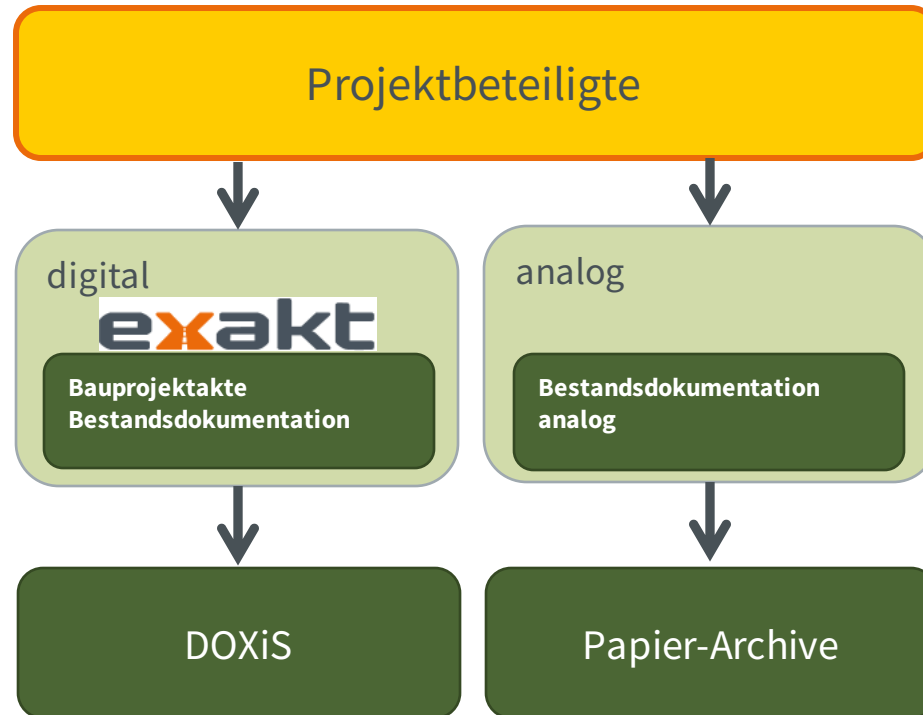 Projektbeteiligte
digital
exakt
Bauprojektakte
Bestandsdokumentation
analog
Bestandsdokumentation
analog
DOXiS
Papier-Archive